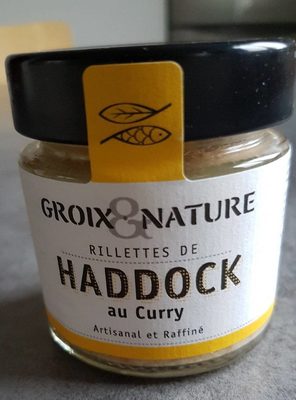 GROIX & NATURE
RILLETTES DE
HADDOCK
au Curry
Artisanal et Raffiné